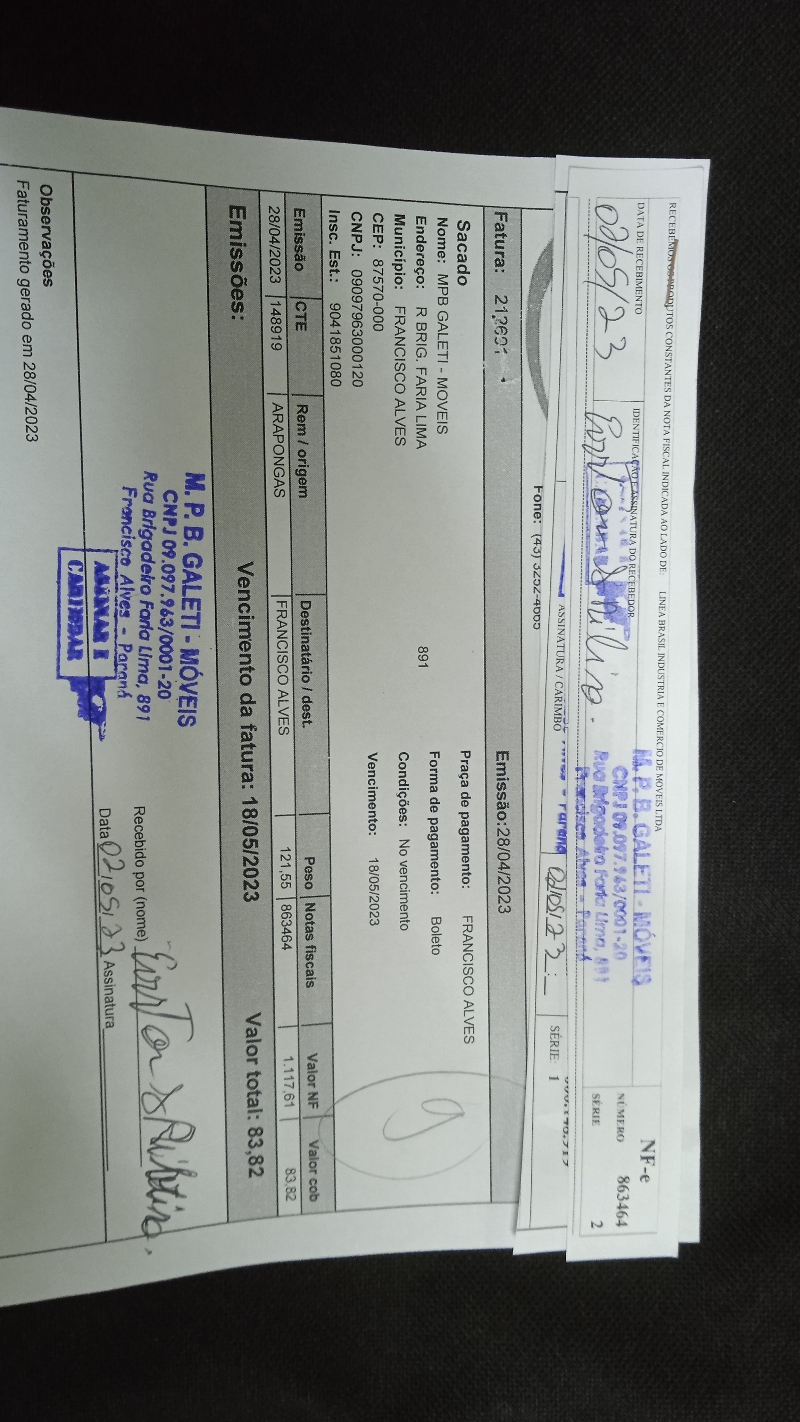 RECEBEMOS OS PRODUTOS CONSTANTES DA NOTA FISCAL INDICADA AO LADO DE: LINEA BRASIL INDUSTRIA E COMERCIO DE MOVEIS LTDA
DATA DE RECEBIMENTO
IDENTIFICAÇÃO E ASSINATURA DO RECEBEDOR
02/05/23
M. P. B. GALETI - MÓVEIS
CNPJ 09.097.963/0001-20
Rua Brigadeiro Faria Lima, 891
Francisco Alves - Paraná
NF-e
NÚMERO 863464
SÉRIE 2
ASSINATURA / CARIMBO
Paraná
02/05/23
SÉRIE: 1
Fone: (43) 3252-4665
Fatura:
Emissão:28/04/2023
Sacado
Praça de pagamento: FRANCISCO ALVES
Nome: MPB GALETI - MOVEIS
Forma de pagamento: Boleto
Endereço: R BRIG. FARIA LIMA 891
Condições: No vencimento
Município: FRANCISCO ALVES
Vencimento: 18/05/2023
CEP: 87570-000
CNPJ: 09097963000120
Insc. Est.: 9041851080
Emissão CTE Rem / origem Destinatário / dest. Peso Notas fiscais Valor NF Valor cob
28/04/2023 148919 ARAPONGAS FRANCISCO ALVES 121,55 863464 1.117,61 83,82
Emissões: Vencimento da fatura: 18/05/2023 Valor total: 83,82
M. P. B. GALETI - MÓVEIS
CNPJ 09.097.963/0001-20
Rua Brigadeiro Faria Lima, 891
Francisco Alves - Paraná
Recebido por (nome)
ASSINAR E
CARIMBAR
Data 02/05/23 Assinatura
Observações
Faturamento gerado em 28/04/2023